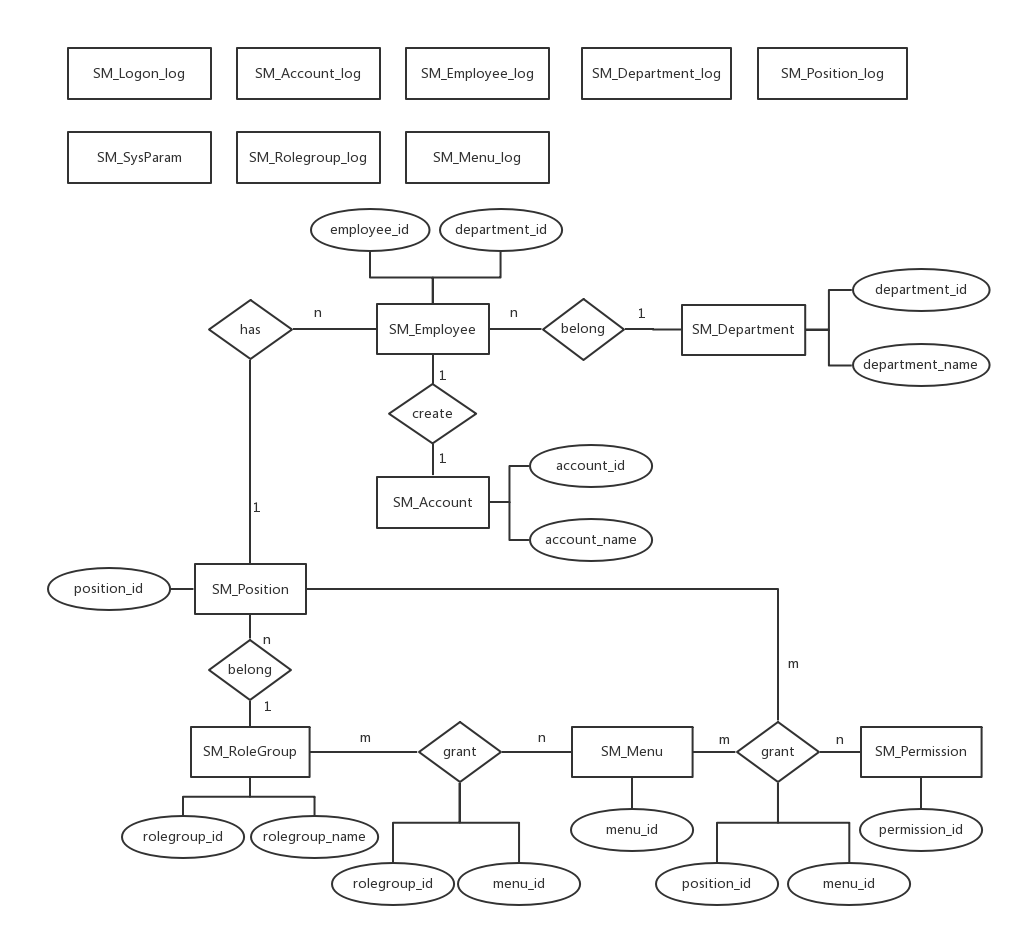 SM_Logon_log
SM_Account_log
SM_Employee_log
SM_Department_log
SM_Position_log
SM_SysParam
SM_Rolegroup_log
SM_Menu_log
employee_id
department_id
department_id
has
n
SM_Employee
n
belong
1
SM_Department
department_name
1
create
1
account_id
SM_Account
account_name
1
position_id
SM_Position
n
belong
m
1
SM_RoleGroup
m
grant
n
SM_Menu
m
grant
n
SM_Permission
rolegroup_id
rolegroup_name
menu_id
permission_id
rolegroup_id
menu_id
position_id
menu_id